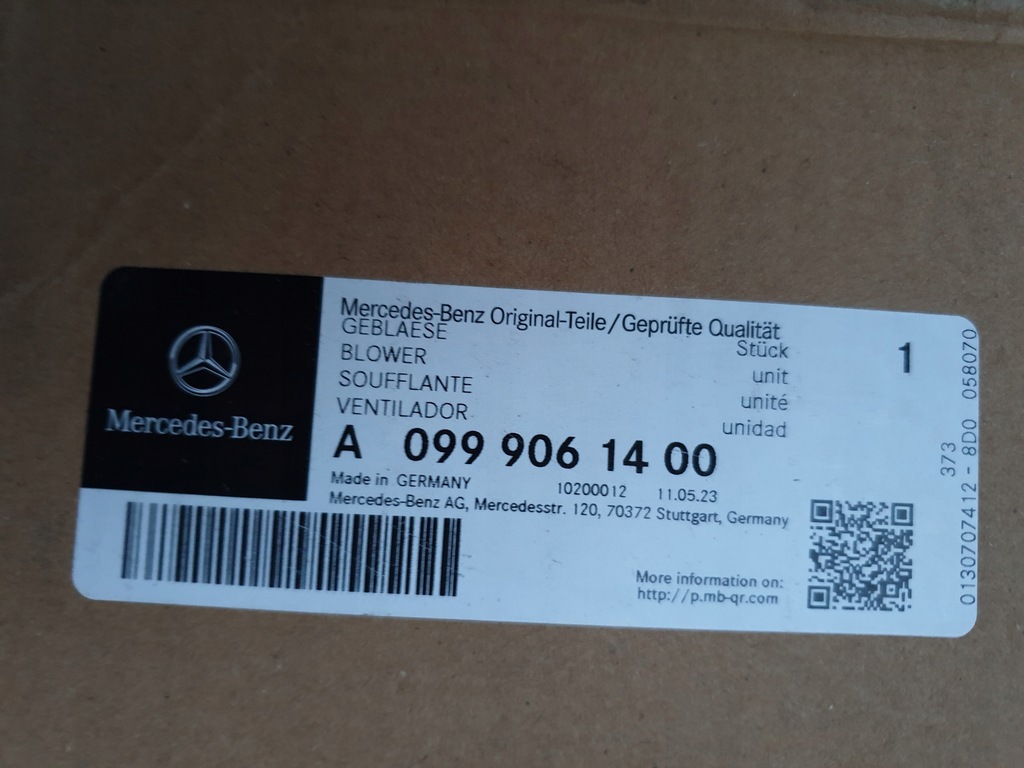 Mercedes-Benz
Mercedes-Benz Original-Teile/Geprüfte Qualität
GEBLAESE Stück 1
BLOWER unit
SOUFFLANTE unité
VENTILADOR unidad
A 099 906 14 00
Made in GERMANY 10200012 11.05.23
Mercedes-Benz AG, Mercedesstr. 120, 70372 Stuttgart, Germany
More information on:
http://p.mb-qr.com
373
0130707412 - 8D0 058070